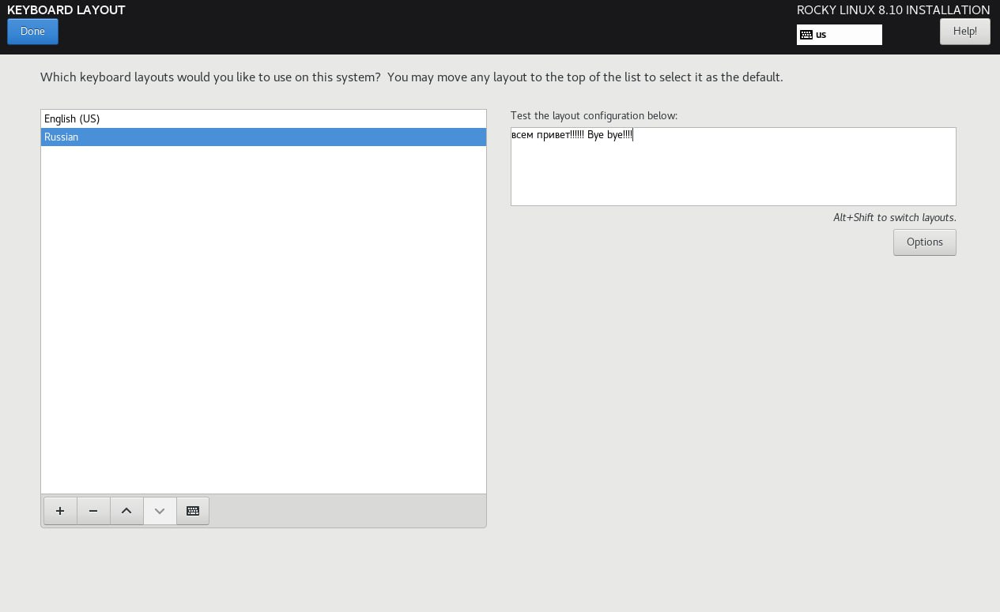 KEYBOARD LAYOUT
ROCKY LINUX 8.10 INSTALLATION
Done
us
Help!
Which keyboard layouts would you like to use on this system?  You may move any layout to the top of the list to select it as the default.
English (US)
Russian
Test the layout configuration below:
всем привет!!!!!! Bye bye!!!!
Alt+Shift to switch layouts.
Options